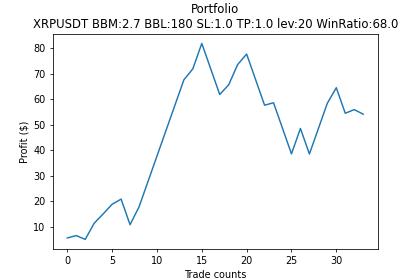 Portfolio
XRPUSDT BBM:2.7 BBL:180 SL:1.0 TP:1.0 lev:20 WinRatio:68.0
80
70
60
50
40
30
20
10
Profit ($)
0 5 10 15 20 25 30
Trade counts